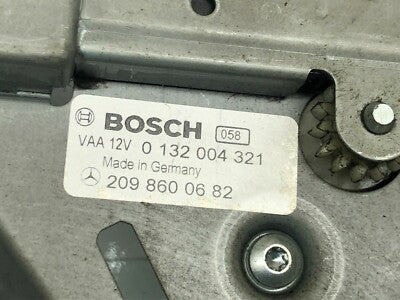 BOSCH 058
VAA 12V 0 132 004 321
Made in Germany
209 860 06 82